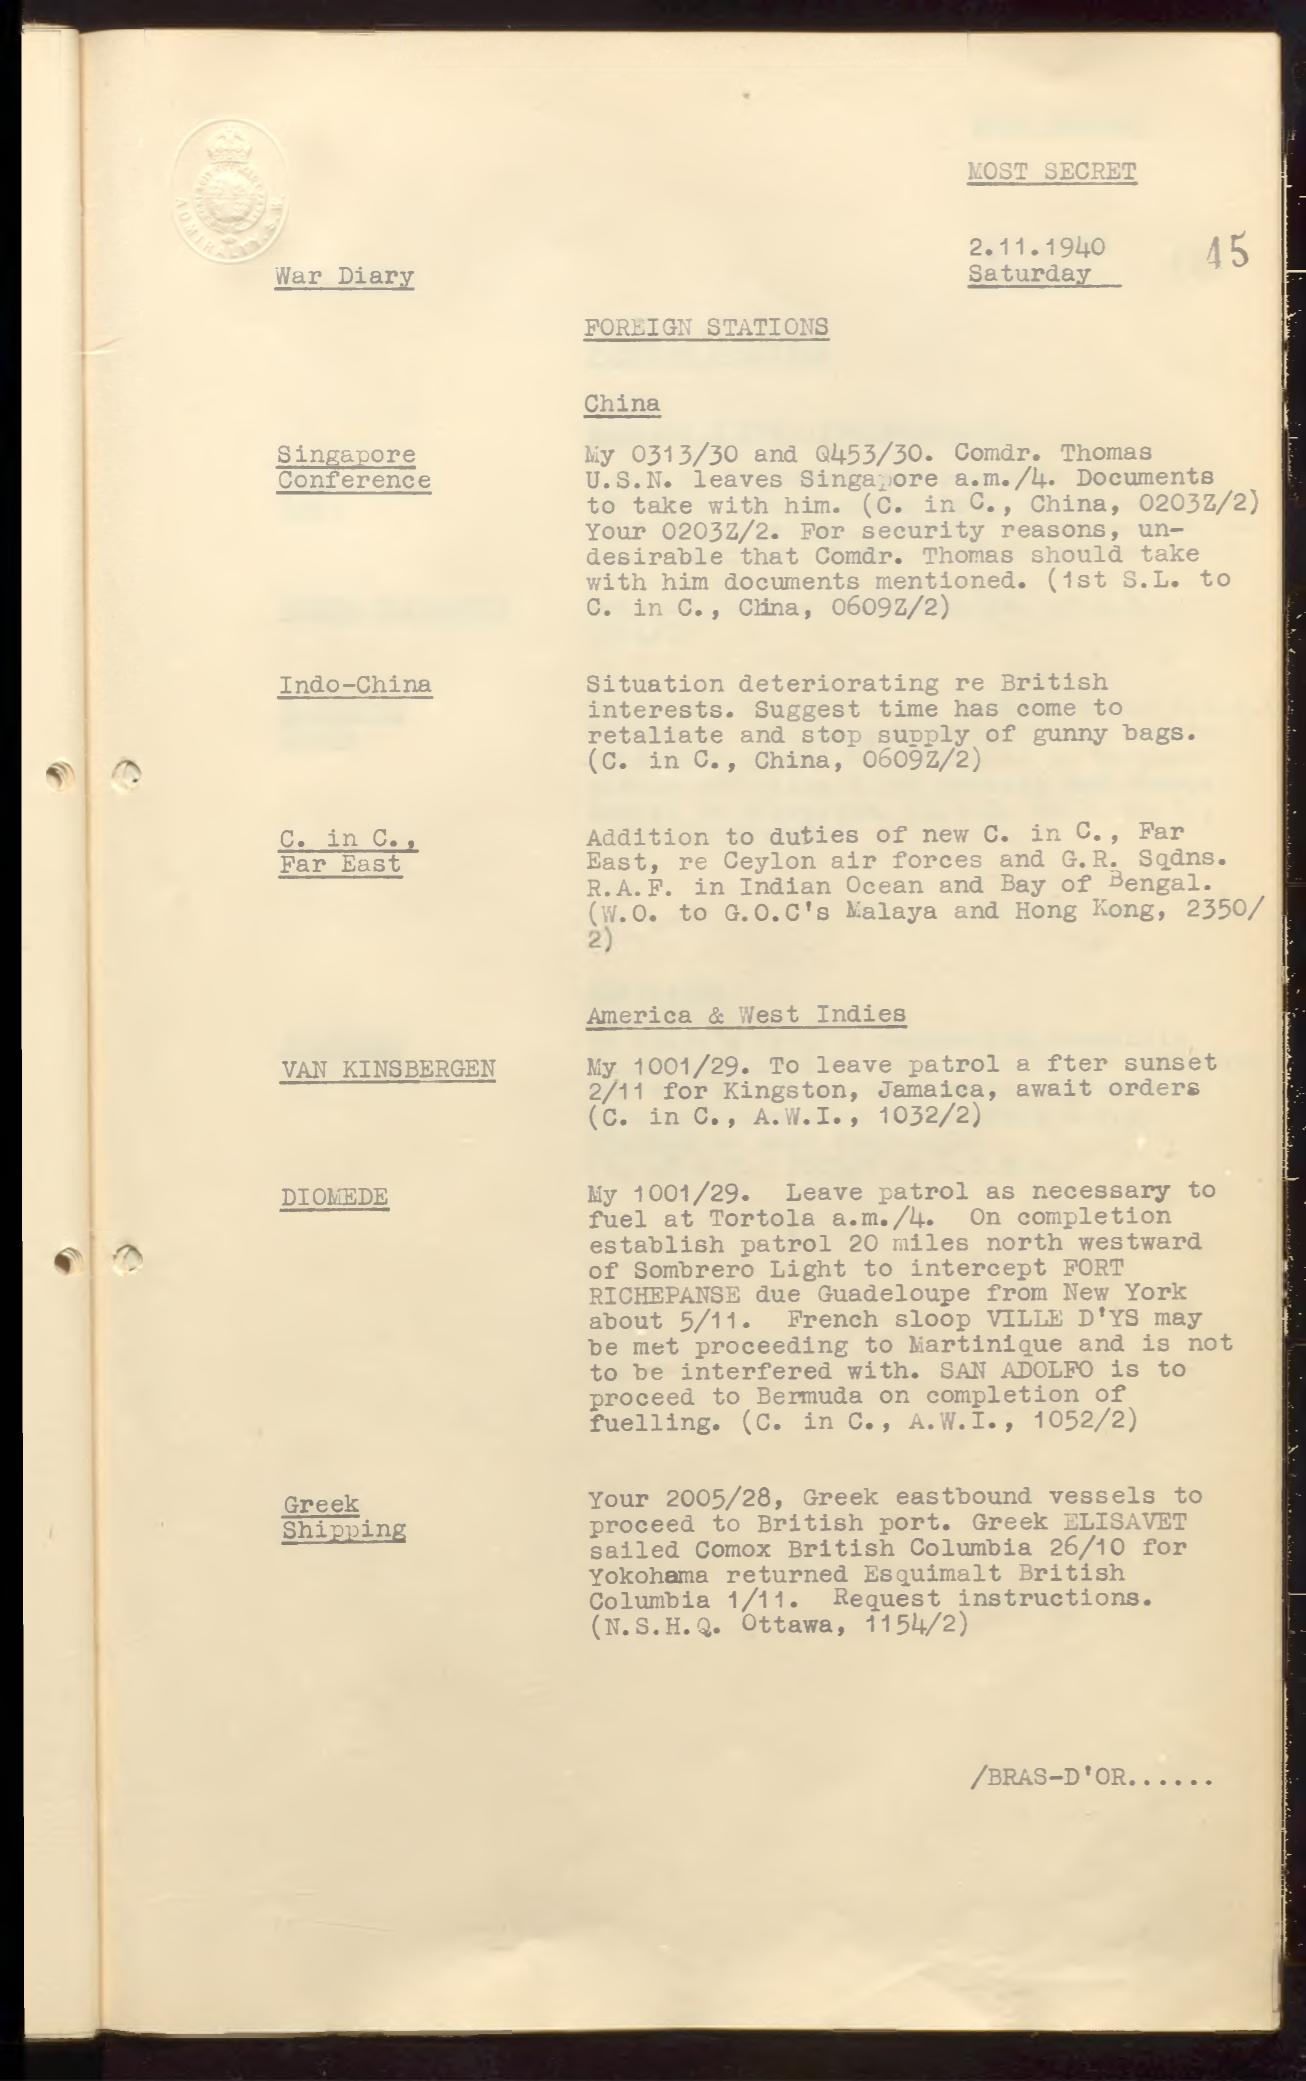 ADMIRALTY. S.E.
MOST SECRET
2.11.1940
45
Saturday
War Diary
FOREIGN STATIONS
China
Singapore
Conference
My 0313/30 and Q453/30. Comdr. Thomas
U.S.N. leaves Singapore a.m./4. Documents
to take with him. (C. in C., China, 0203Z/2)
Your 0203Z/2. For security reasons, un-
desirable that Comdr. Thomas should take
with him documents mentioned. (1st S.L. to
C. in C., China, 0609Z/2)
Indo-China
Situation deteriorating re British
interests. Suggest time has come to
retaliate and stop supply of gunny bags.
(C. in C., China, 0609Z/2)
C. in C.,
Far East
Addition to duties of new C. in C., Far
East, re Ceylon air forces and G.R. Sqdns.
R.A.F. in Indian Ocean and Bay of Bengal.
(W.O. to G.O.C's Malaya and Hong Kong, 2350/
2)
America & West Indies
VAN KINSBERGEN
My 1001/29. To leave patrol a fter sunset
2/11 for Kingston, Jamaica, await orders
(C. in C., A.W.I., 1032/2)
DIOMEDE
My 1001/29. Leave patrol as necessary to
fuel at Tortola a.m./4. On completion
establish patrol 20 miles north westward
of Sombrero Light to intercept FORT
RICHEPANSE due Guadeloupe from New York
about 5/11. French sloop VILLE D'YS may
be met proceeding to Martinique and is not
to be interfered with. SAN ADOLFO is to
proceed to Bermuda on completion of
fuelling. (C. in C., A.W.I., 1052/2)
Greek
Shipping
Your 2005/28, Greek eastbound vessels to
proceed to British port. Greek ELISAVET
sailed Comox British Columbia 26/10 for
Yokohama returned Esquimalt British
Columbia 1/11. Request instructions.
(N.S.H.Q. Ottawa, 1154/2)
/BRAS-D'OR......